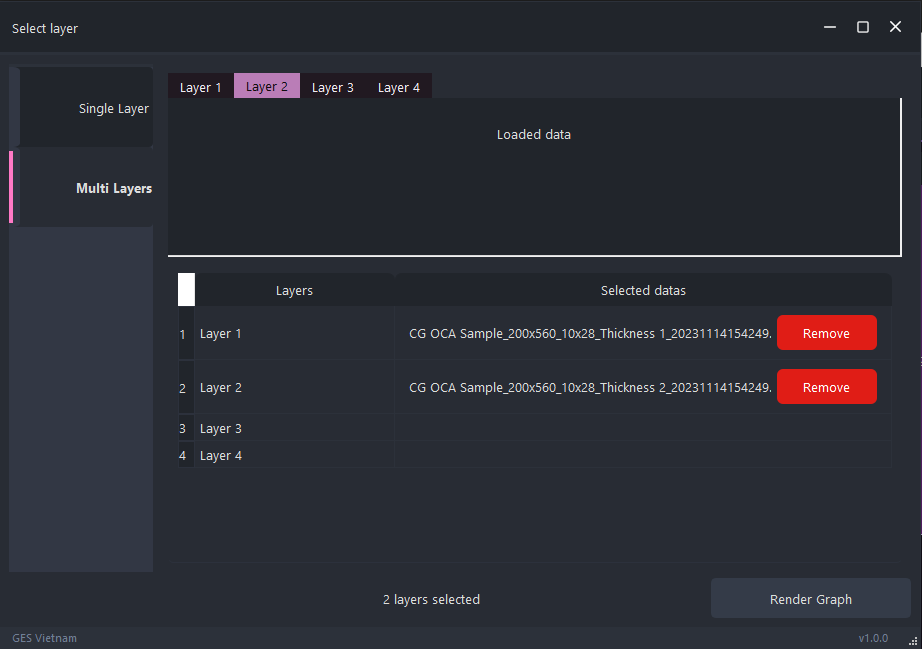 Select layer
Single Layer
Multi Layers
Layer 1 Layer 2 Layer 3 Layer 4
Loaded data
Layers Selected datas
1 Layer 1 CG OCA Sample_200x560_10x28_Thickness 1_20231114154249. Remove
2 Layer 2 CG OCA Sample_200x560_10x28_Thickness 2_20231114154249. Remove
3 Layer 3
4 Layer 4
2 layers selected Render Graph
GES Vietnam v1.0.0